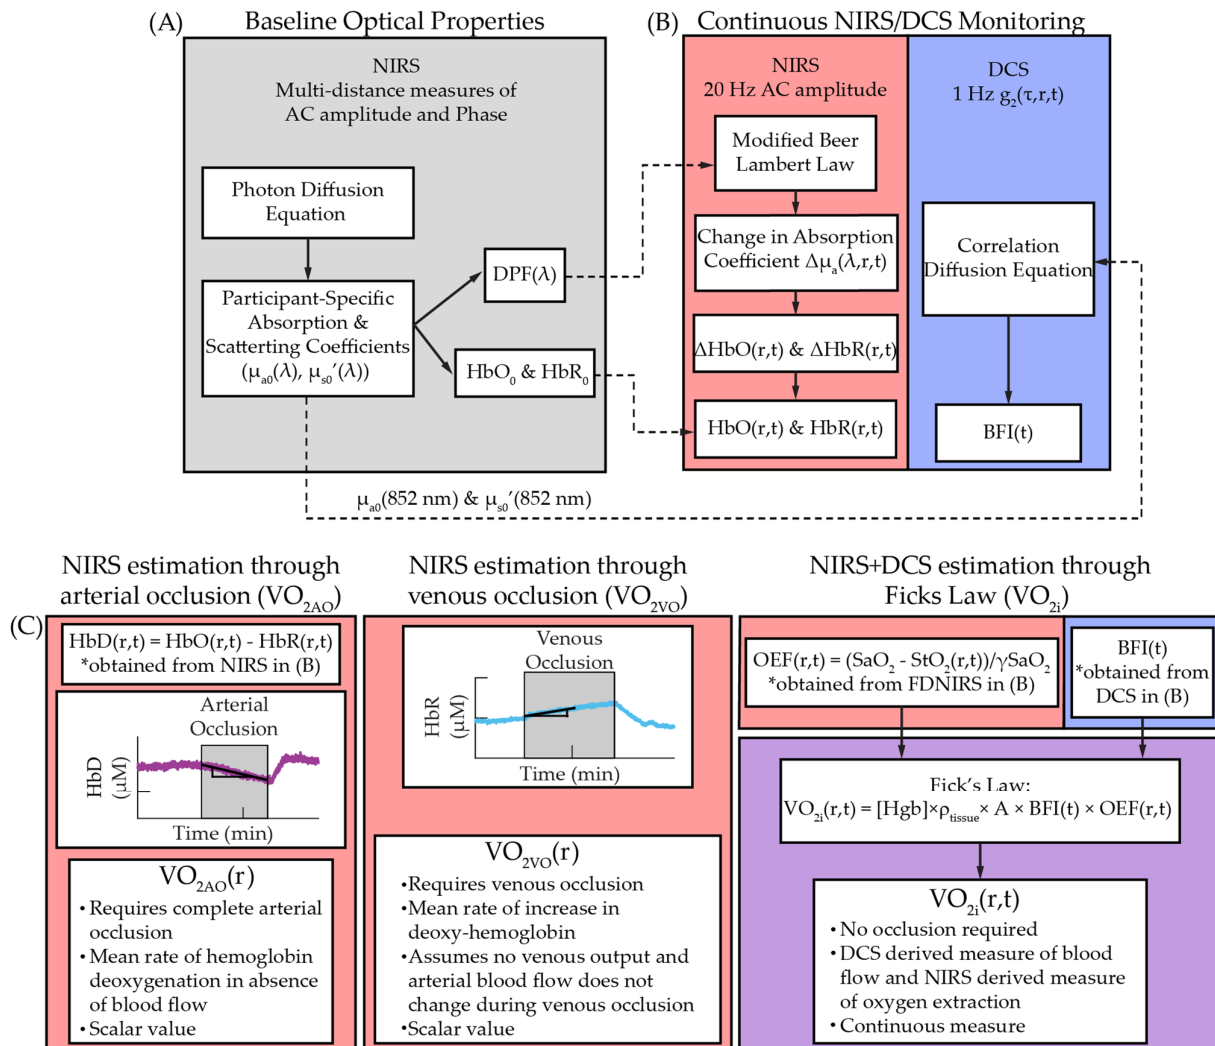 (A)
Baseline Optical Properties
NIRS
Multi-distance measures of
AC amplitude and Phase
Photon Diffusion
Equation
Participant-Specific
Absorption &
Scatterting Coefficients
(μa0(λ), μs0’(λ))
DPF(λ)
HbO0 & HbR0
μa0(852 nm) & μs0’(852 nm)
(B)
Continuous NIRS/DCS Monitoring
NIRS
20 Hz AC amplitude
Modified Beer
Lambert Law
Change in Absorption
Coefficient Δμa(λ,r,t)
ΔHbO(r,t) & ΔHbR(r,t)
HbO(r,t) & HbR(r,t)
DCS
1 Hz g2(τ,r,t)
Correlation
Diffusion Equation
BFI(t)
(C)
NIRS estimation through
arterial occlusion (VO2AO)
HbD(r,t) = HbO(r,t) - HbR(r,t)
*obtained from NIRS in (B)
Arterial
Occlusion
HbD
(μM)
Time (min)
VO2AO(r)
•Requires complete arterial
occlusion
•Mean rate of hemoglobin
deoxygenation in absence
of blood flow
•Scalar value
NIRS estimation through
venous occlusion (VO2VO)
Venous
Occlusion
HbR
(μM)
Time (min)
VO2VO(r)
•Requires venous occlusion
•Mean rate of increase in
deoxy-hemoglobin
•Assumes no venous output and
arterial blood flow does not
change during venous occlusion
•Scalar value
NIRS+DCS estimation through
Ficks Law (VO2i)
OEF(r,t) = (SaO2 - StO2(r,t))/γSaO2
*obtained from FDNIRS in (B)
BFI(t)
*obtained from
DCS in (B)
Fick’s Law:
VO2i(r,t) = [Hgb]×ρtissue× A × BFI(t) × OEF(r,t)
VO2i(r,t)
•No occlusion required
•DCS derived measure of blood
flow and NIRS derived measure
of oxygen extraction
•Continuous measure